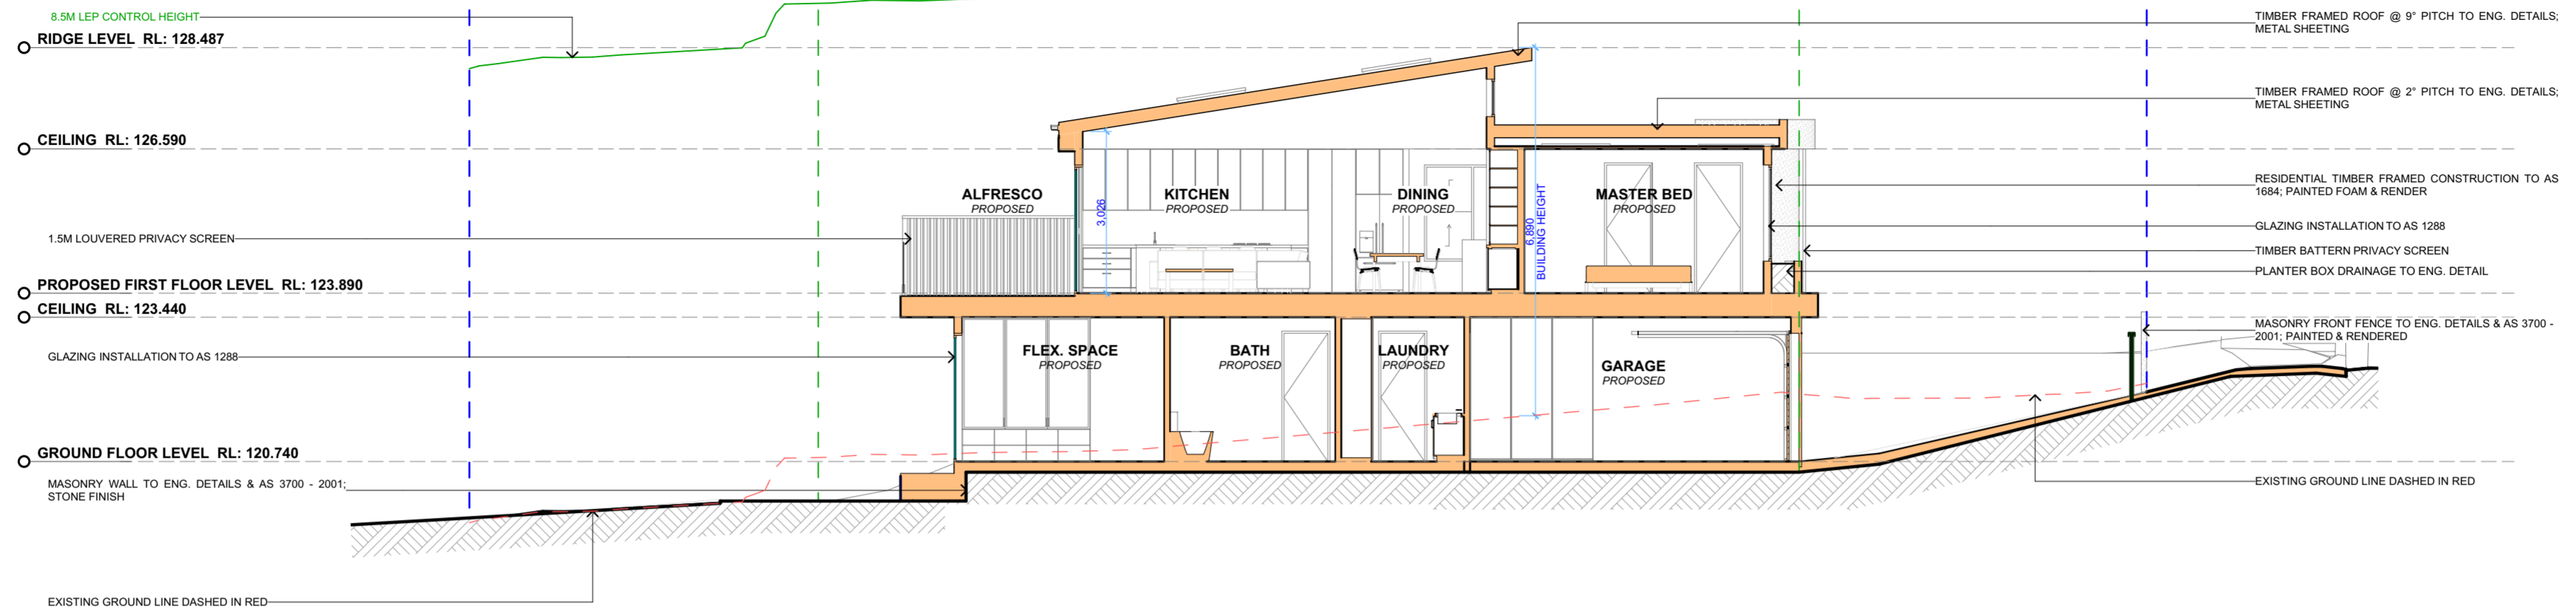 8.5M LEP CONTROL HEIGHT
RIDGE LEVEL RL: 128.487
CEILING RL: 126.590
1.5M LOUVERED PRIVACY SCREEN
PROPOSED FIRST FLOOR LEVEL RL: 123.890
CEILING RL: 123.440
GLAZING INSTALLATION TO AS 1288
GROUND FLOOR LEVEL RL: 120.740
MASONRY WALL TO ENG. DETAILS & AS 3700 - 2001;
STONE FINISH
EXISTING GROUND LINE DASHED IN RED
ALFRESCO
PROPOSED
KITCHEN
PROPOSED
DINING
PROPOSED
MASTER BED
PROPOSED
3,026
6,890
BUILDING HEIGHT
FLEX. SPACE
PROPOSED
BATH
PROPOSED
LAUNDRY
PROPOSED
GARAGE
PROPOSED
TIMBER FRAMED ROOF @ 9° PITCH TO ENG. DETAILS;
METAL SHEETING
TIMBER FRAMED ROOF @ 2° PITCH TO ENG. DETAILS;
METAL SHEETING
RESIDENTIAL TIMBER FRAMED CONSTRUCTION TO AS
1684; PAINTED FOAM & RENDER
GLAZING INSTALLATION TO AS 1288
TIMBER BATTERN PRIVACY SCREEN
PLANTER BOX DRAINAGE TO ENG. DETAIL
MASONRY FRONT FENCE TO ENG. DETAILS & AS 3700 -
2001; PAINTED & RENDERED
EXISTING GROUND LINE DASHED IN RED